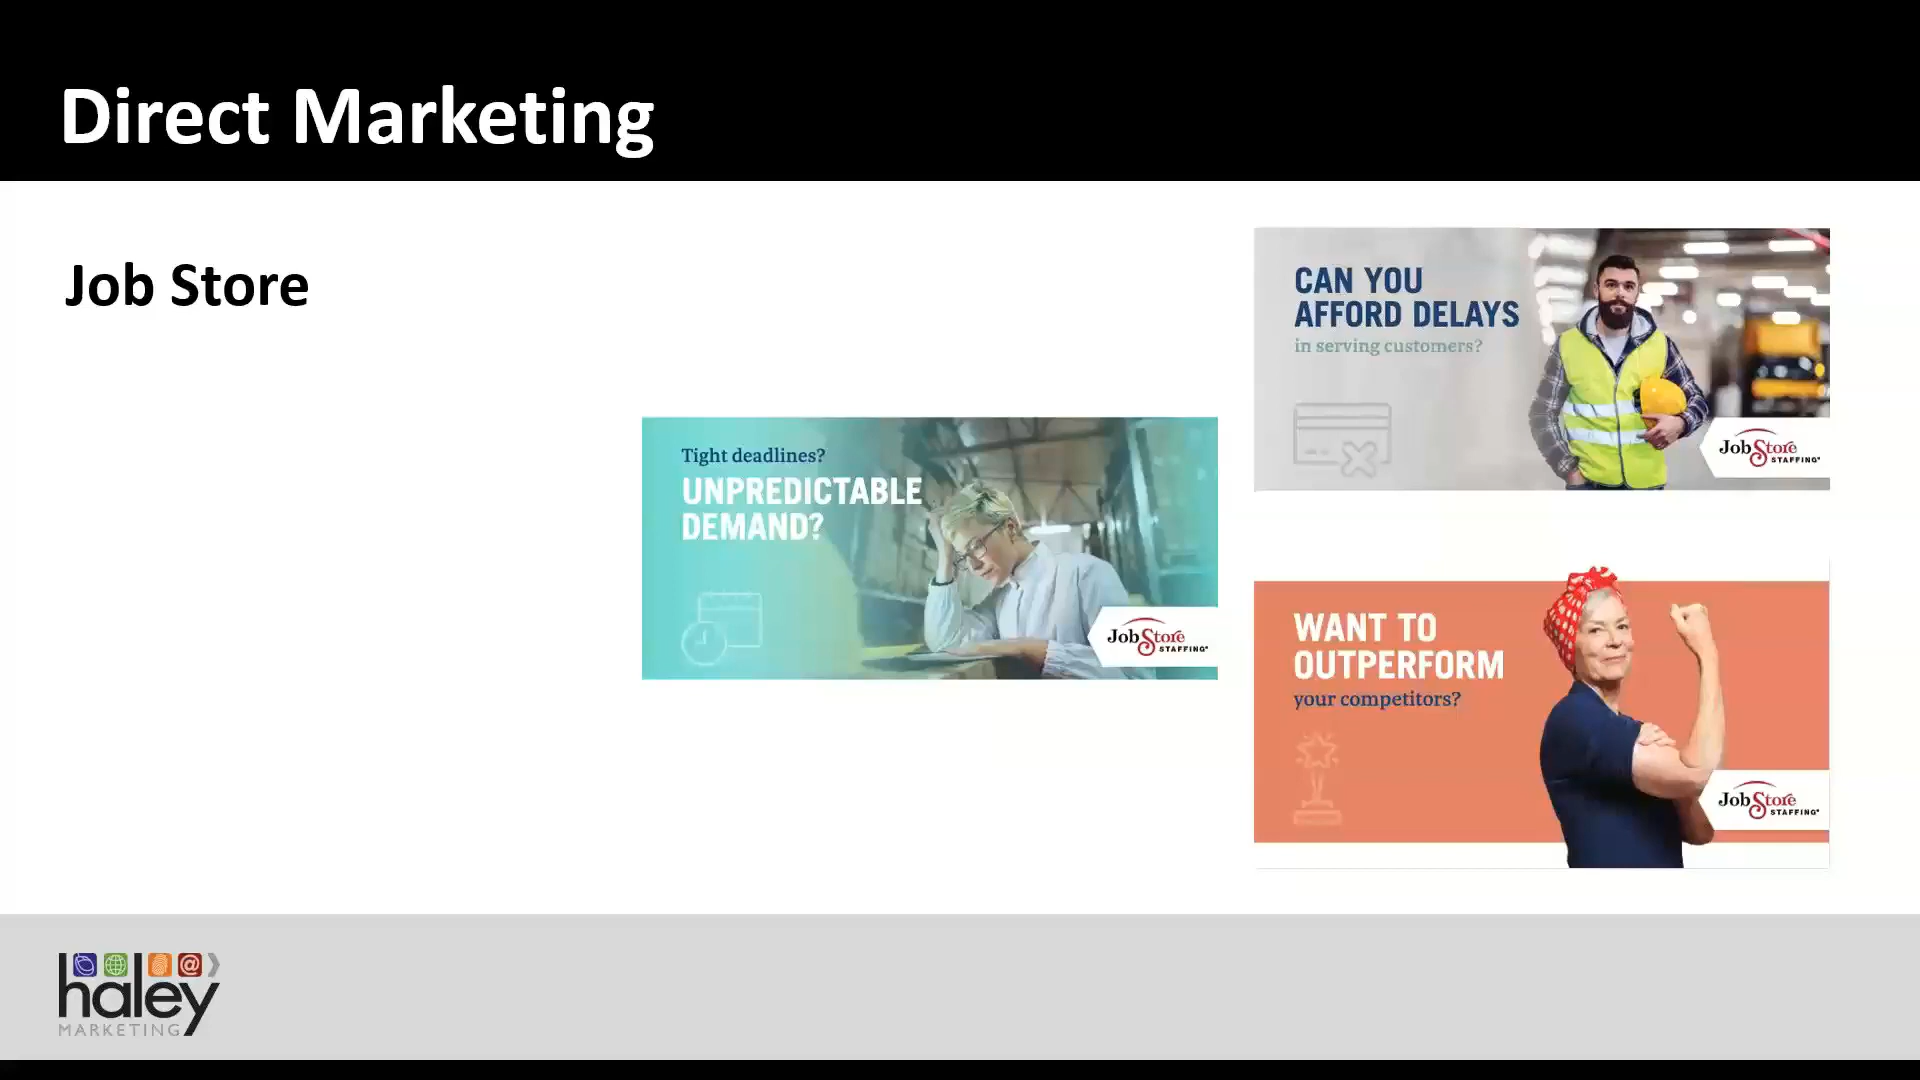 Direct Marketing
Job Store
Tight deadlines?
UNPREDICTABLE
DEMAND?
Job Store
STAFFING®
CAN YOU
AFFORD DELAYS
in serving customers?
Job Store
STAFFING®
WANT TO
OUTPERFORM
your competitors?
Job Store
STAFFING®
haley
MARKETING